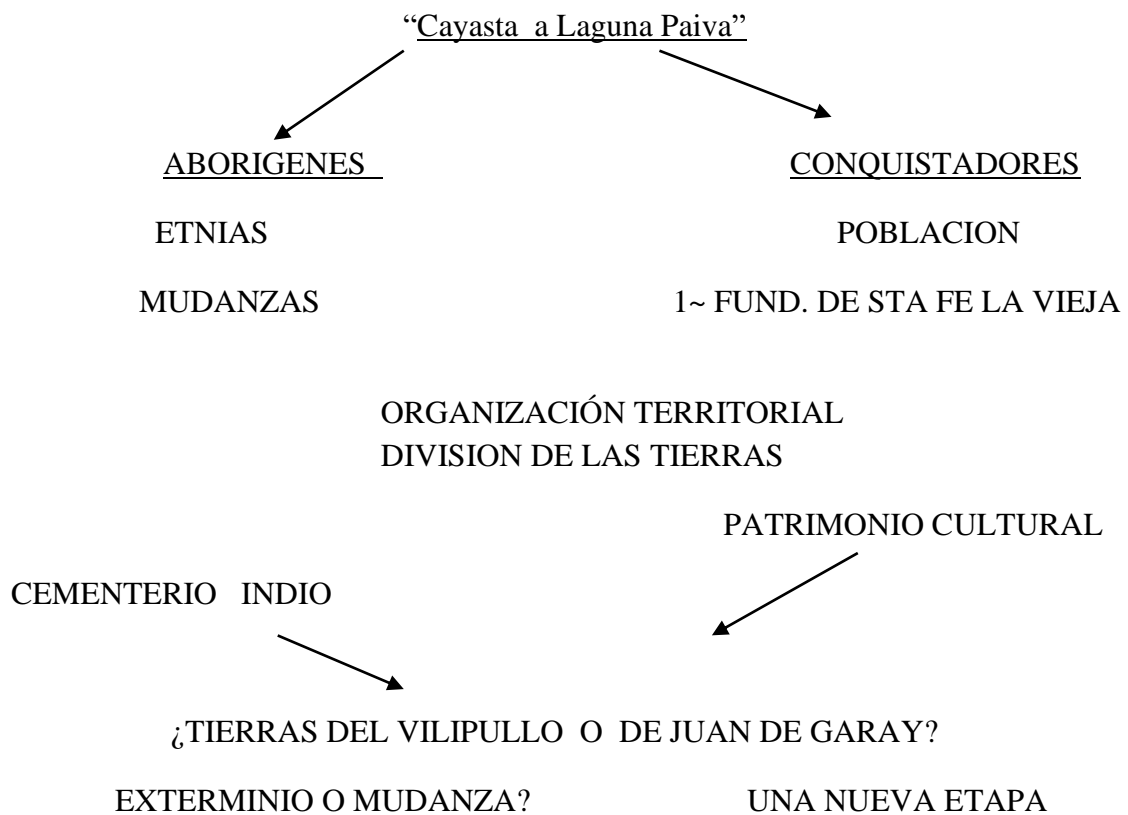 “Cayasta a Laguna Paiva”
ABORIGENES CONQUISTADORES
ETNIAS POBLACION
MUDANZAS 1~ FUND. DE STA FE LA VIEJA
ORGANIZACIÓN TERRITORIAL
DIVISION DE LAS TIERRAS
PATRIMONIO CULTURAL
CEMENTERIO INDIO
¿TIERRAS DEL VILIPULLO O DE JUAN DE GARAY?
EXTERMINIO O MUDANZA? UNA NUEVA ETAPA